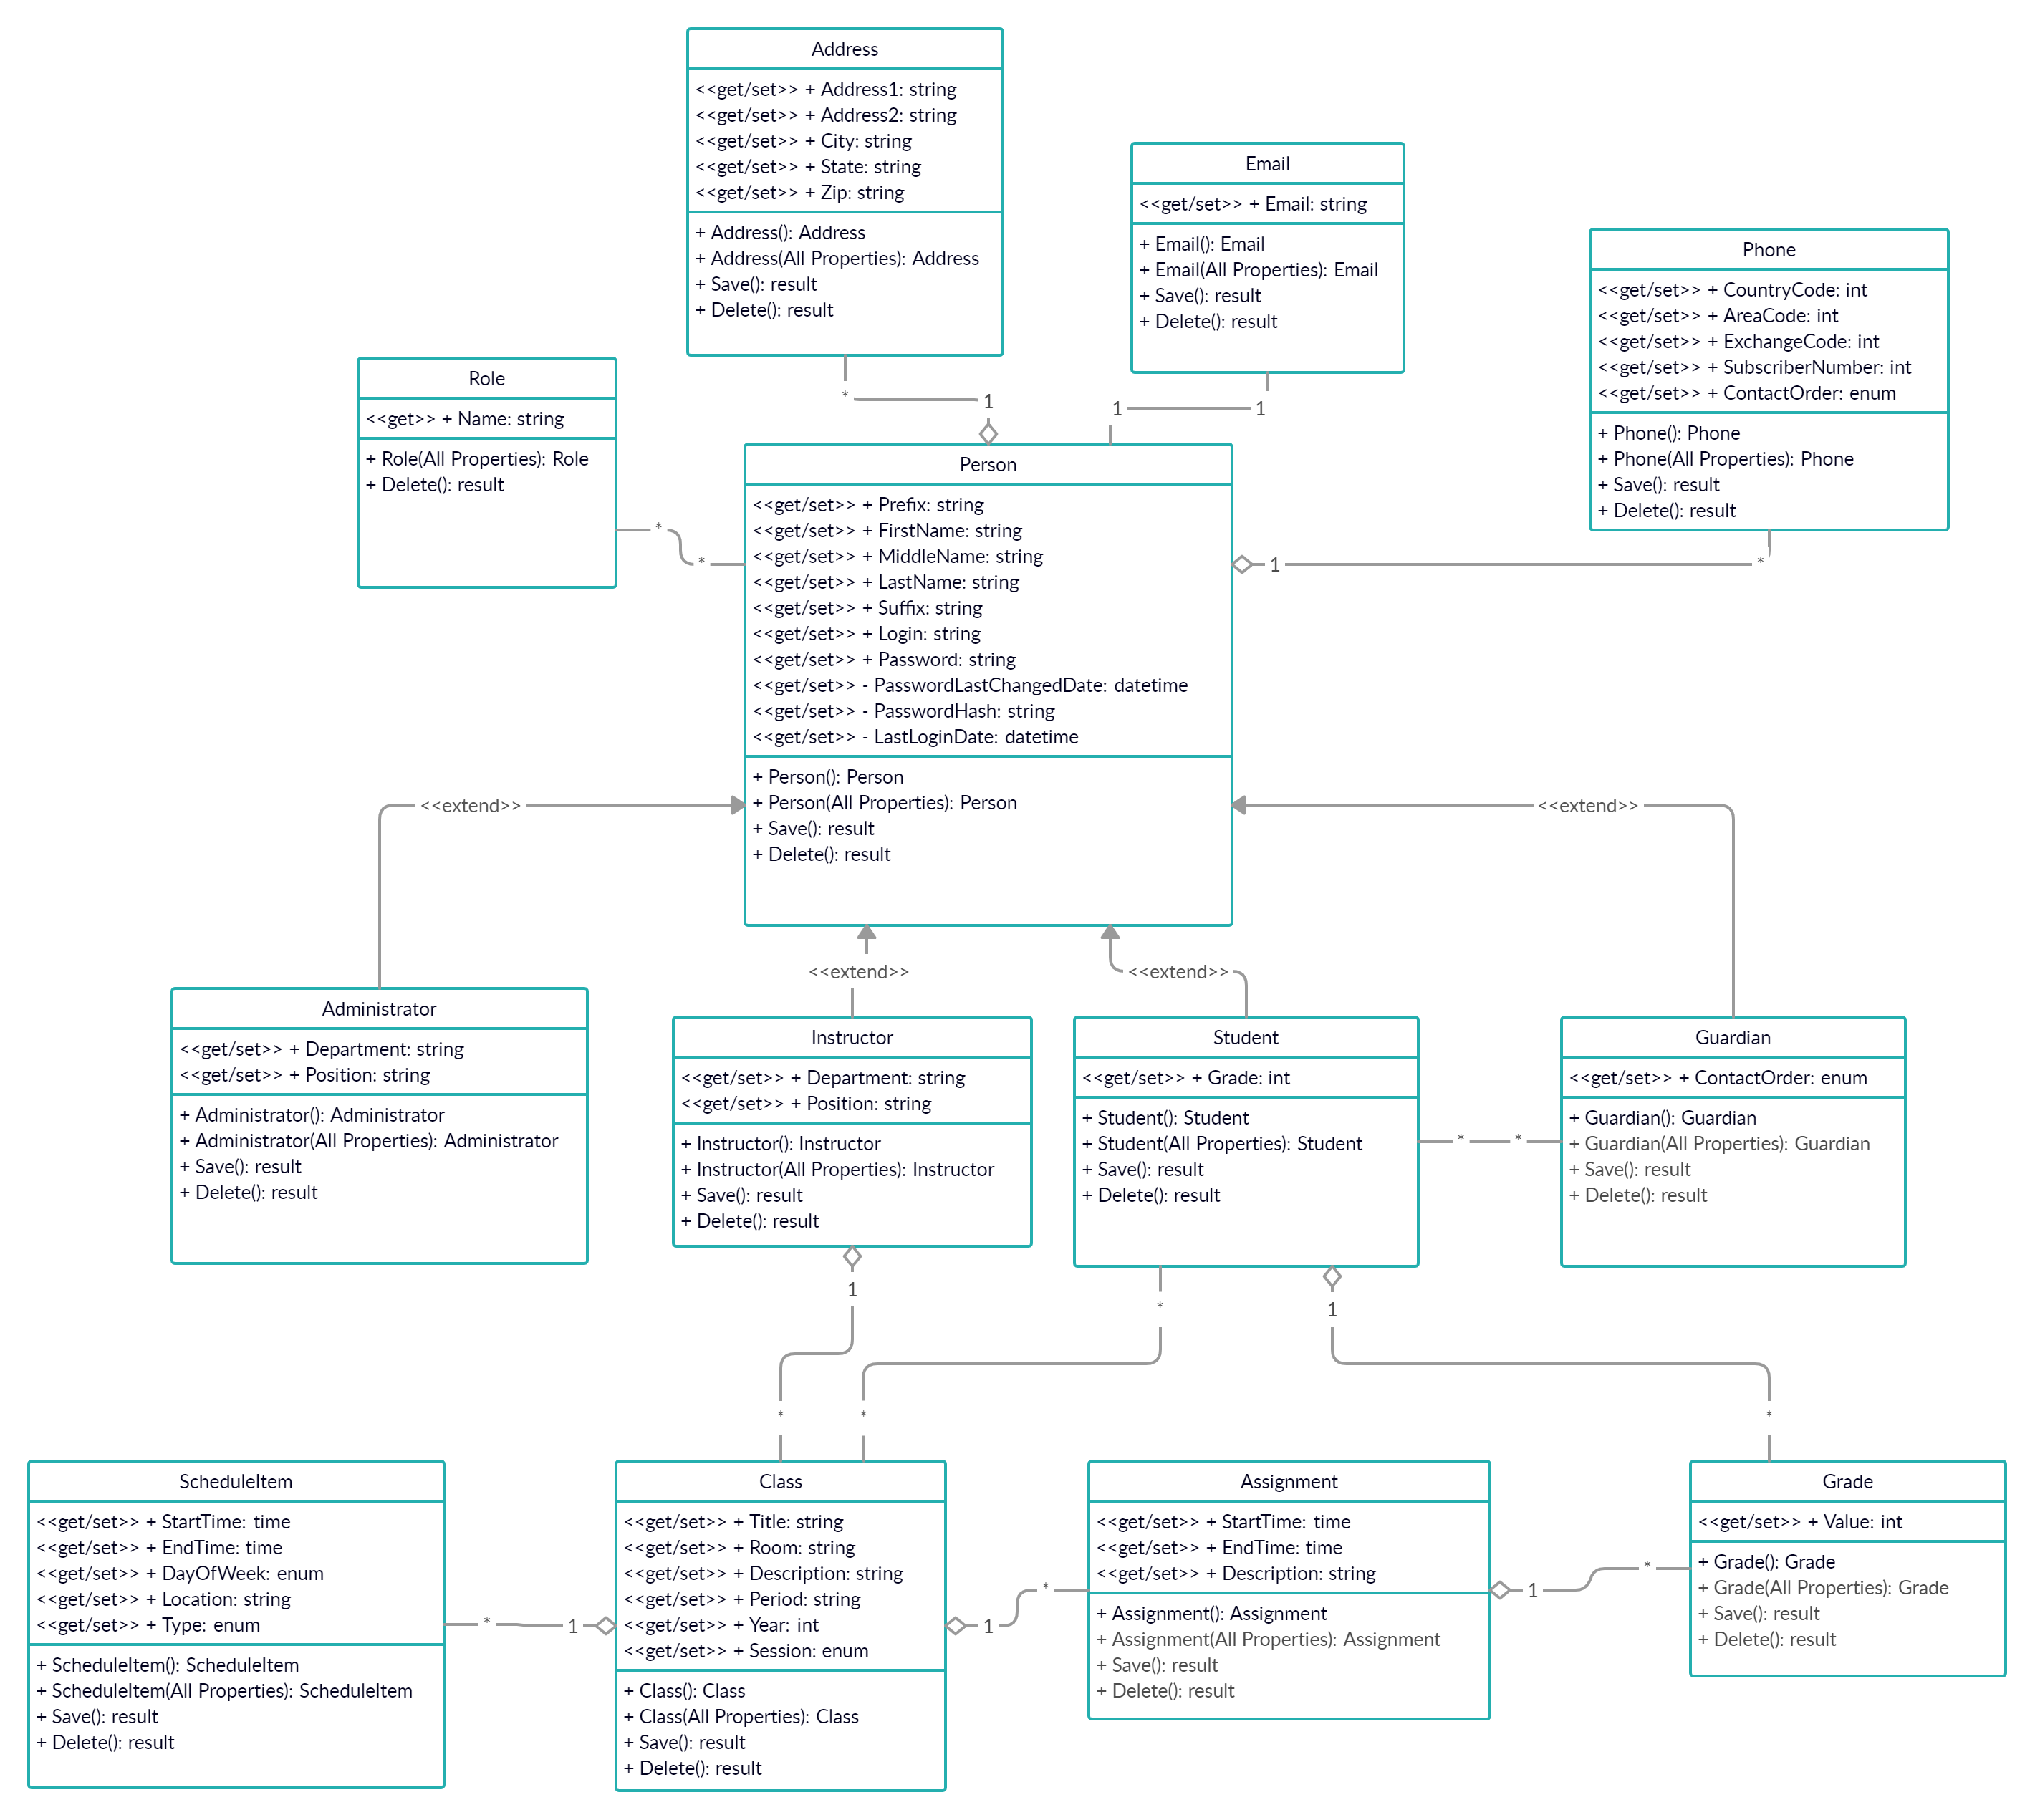 Address
<<get/set>> + Address1: string
<<get/set>> + Address2: string
<<get/set>> + City: string
<<get/set>> + State: string
<<get/set>> + Zip: string
+ Address(): Address
+ Address(All Properties): Address
+ Save(): result
+ Delete(): result
Email
<<get/set>> + Email: string
+ Email(): Email
+ Email(All Properties): Email
+ Save(): result
+ Delete(): result
Phone
<<get/set>> + CountryCode: int
<<get/set>> + AreaCode: int
<<get/set>> + ExchangeCode: int
<<get/set>> + SubscriberNumber: int
<<get/set>> + ContactOrder: enum
+ Phone(): Phone
+ Phone(All Properties): Phone
+ Save(): result
+ Delete(): result
Role
<<get>> + Name: string
+ Role(All Properties): Role
+ Delete(): result
*
1
1
1
*
*
1
*
Person
<<get/set>> + Prefix: string
<<get/set>> + FirstName: string
<<get/set>> + MiddleName: string
<<get/set>> + LastName: string
<<get/set>> + Suffix: string
<<get/set>> + Login: string
<<get/set>> + Password: string
<<get/set>> - PasswordLastChangedDate: datetime
<<get/set>> - PasswordHash: string
<<get/set>> - LastLoginDate: datetime
+ Person(): Person
+ Person(All Properties): Person
+ Save(): result
+ Delete(): result
<<extend>>
<<extend>>
<<extend>>
<<extend>>
Administrator
<<get/set>> + Department: string
<<get/set>> + Position: string
+ Administrator(): Administrator
+ Administrator(All Properties): Administrator
+ Save(): result
+ Delete(): result
Instructor
<<get/set>> + Department: string
<<get/set>> + Position: string
+ Instructor(): Instructor
+ Instructor(All Properties): Instructor
+ Save(): result
+ Delete(): result
Student
<<get/set>> + Grade: int
+ Student(): Student
+ Student(All Properties): Student
+ Save(): result
+ Delete(): result
*
*
Guardian
<<get/set>> + ContactOrder: enum
+ Guardian(): Guardian
+ Guardian(All Properties): Guardian
+ Save(): result
+ Delete(): result
1
*
1
*
*
*
ScheduleItem
<<get/set>> + StartTime: time
<<get/set>> + EndTime: time
<<get/set>> + DayOfWeek: enum
<<get/set>> + Location: string
<<get/set>> + Type: enum
+ ScheduleItem(): ScheduleItem
+ ScheduleItem(All Properties): ScheduleItem
+ Save(): result
+ Delete(): result
*
1
Class
<<get/set>> + Title: string
<<get/set>> + Room: string
<<get/set>> + Description: string
<<get/set>> + Period: string
<<get/set>> + Year: int
<<get/set>> + Session: enum
+ Class(): Class
+ Class(All Properties): Class
+ Save(): result
+ Delete(): result
1
*
Assignment
<<get/set>> + StartTime: time
<<get/set>> + EndTime: time
<<get/set>> + Description: string
+ Assignment(): Assignment
+ Assignment(All Properties): Assignment
+ Save(): result
+ Delete(): result
1
*
Grade
<<get/set>> + Value: int
+ Grade(): Grade
+ Grade(All Properties): Grade
+ Save(): result
+ Delete(): result